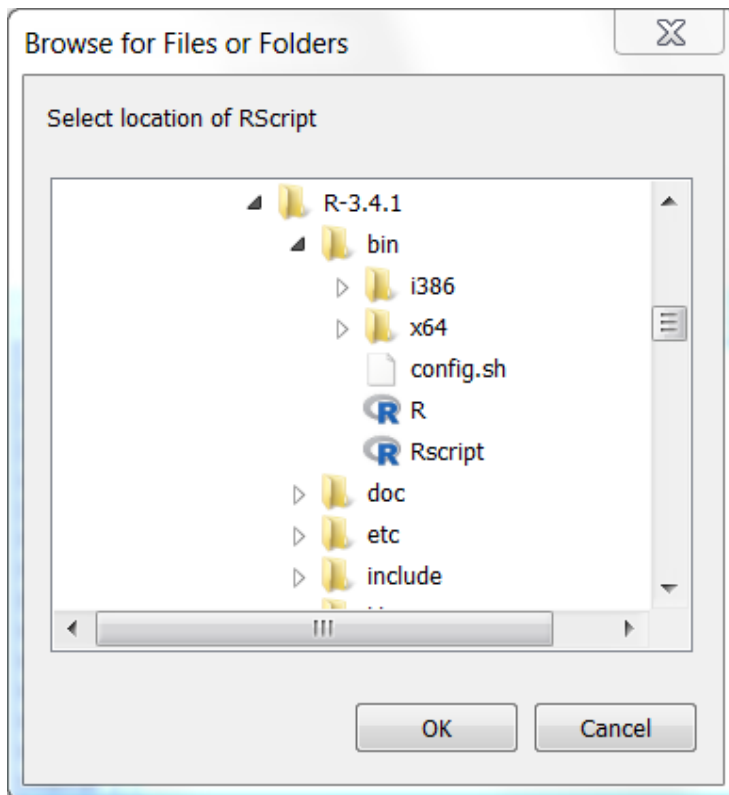 Browse for Files or Folders
Select location of RScript
R-3.4.1
bin
i386
x64
config.sh
R
Rscript
doc
etc
include
OK
Cancel